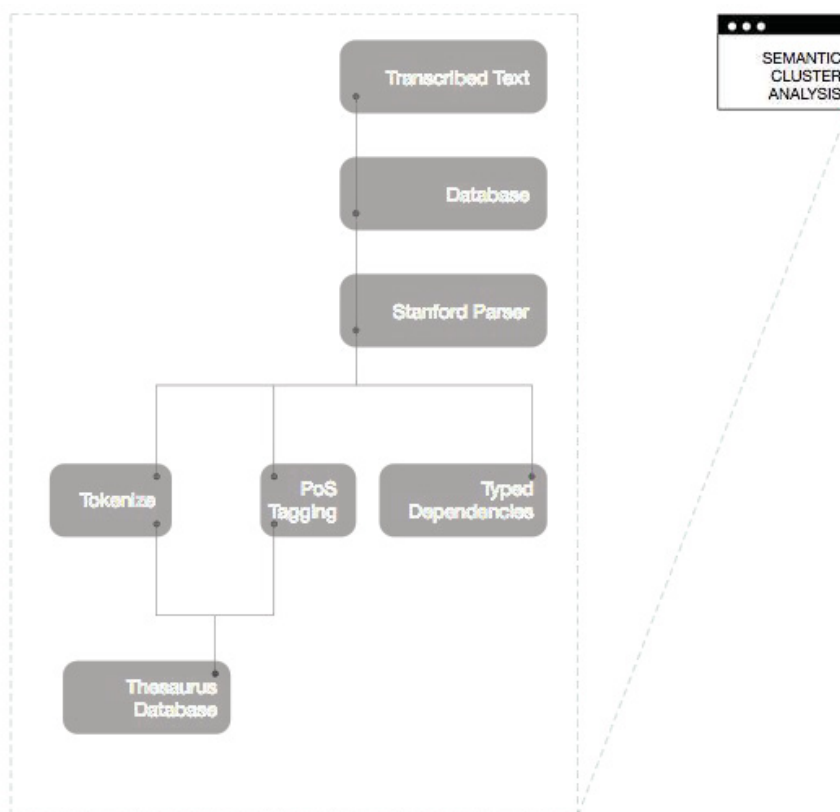 Transcribed Text
SEMANTIC
CLUSTER
ANALYSIS
Database
Stanford Parser
Tokenize
PoS
Tagging
Typed
Dependencies
Thesaurus
Database